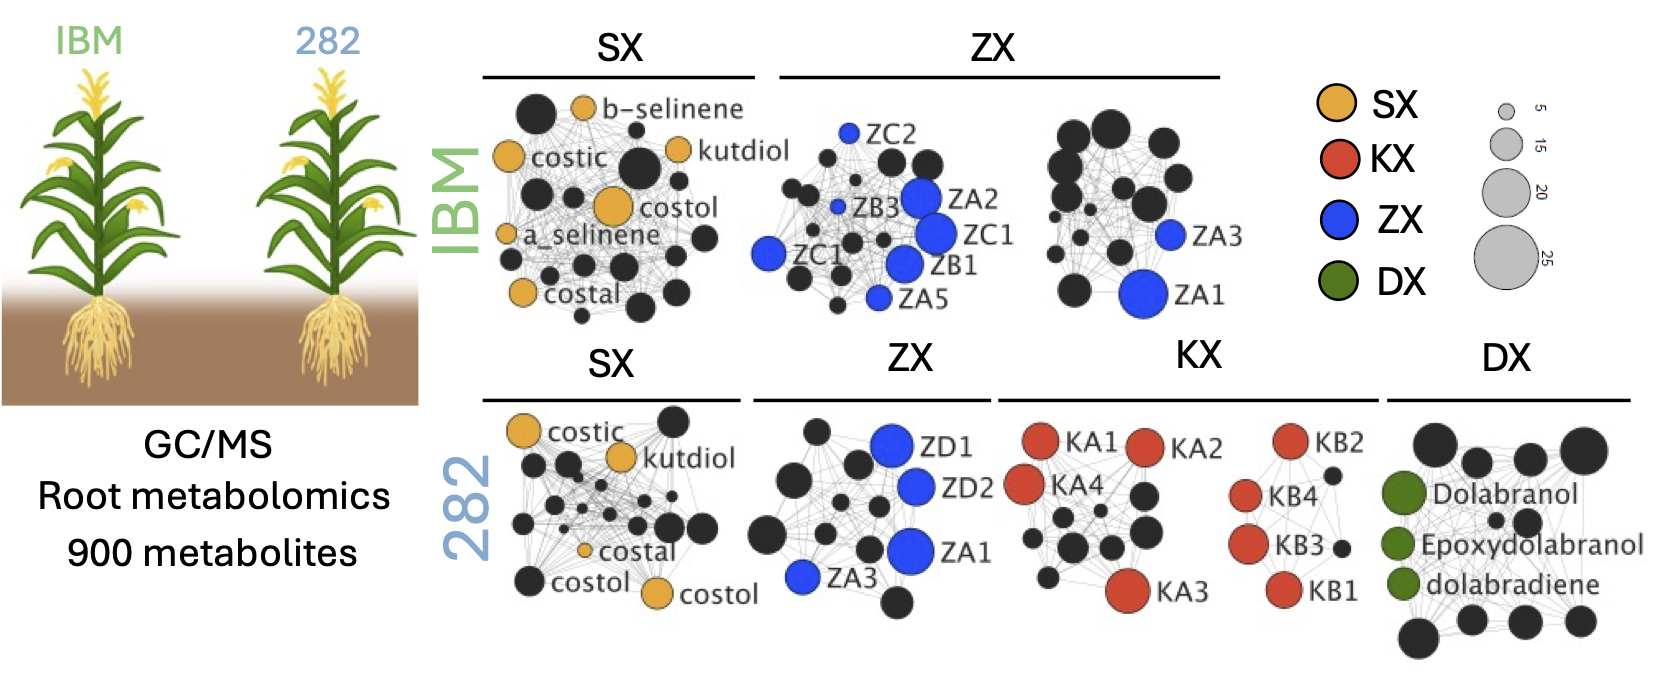 IBM
282
GC/MS
Root metabolomics
900 metabolites
SX
ZX
IBM
b-selinene
costic
kutdiol
costol
a_selinene
costal
ZC2
ZB3
ZA2
ZC1
ZC1
ZB1
ZA5
ZA3
ZA1
SX
KX
ZX
DX
5
15
20
25
SX
ZX
KX
DX
282
costic
kutdiol
costal
costol
costol
ZD1
ZD2
ZA1
ZA3
KA1
KA2
KA4
KA3
KB2
KB4
KB3
KB1
Dolabranol
Epoxydolabranol
dolabradiene